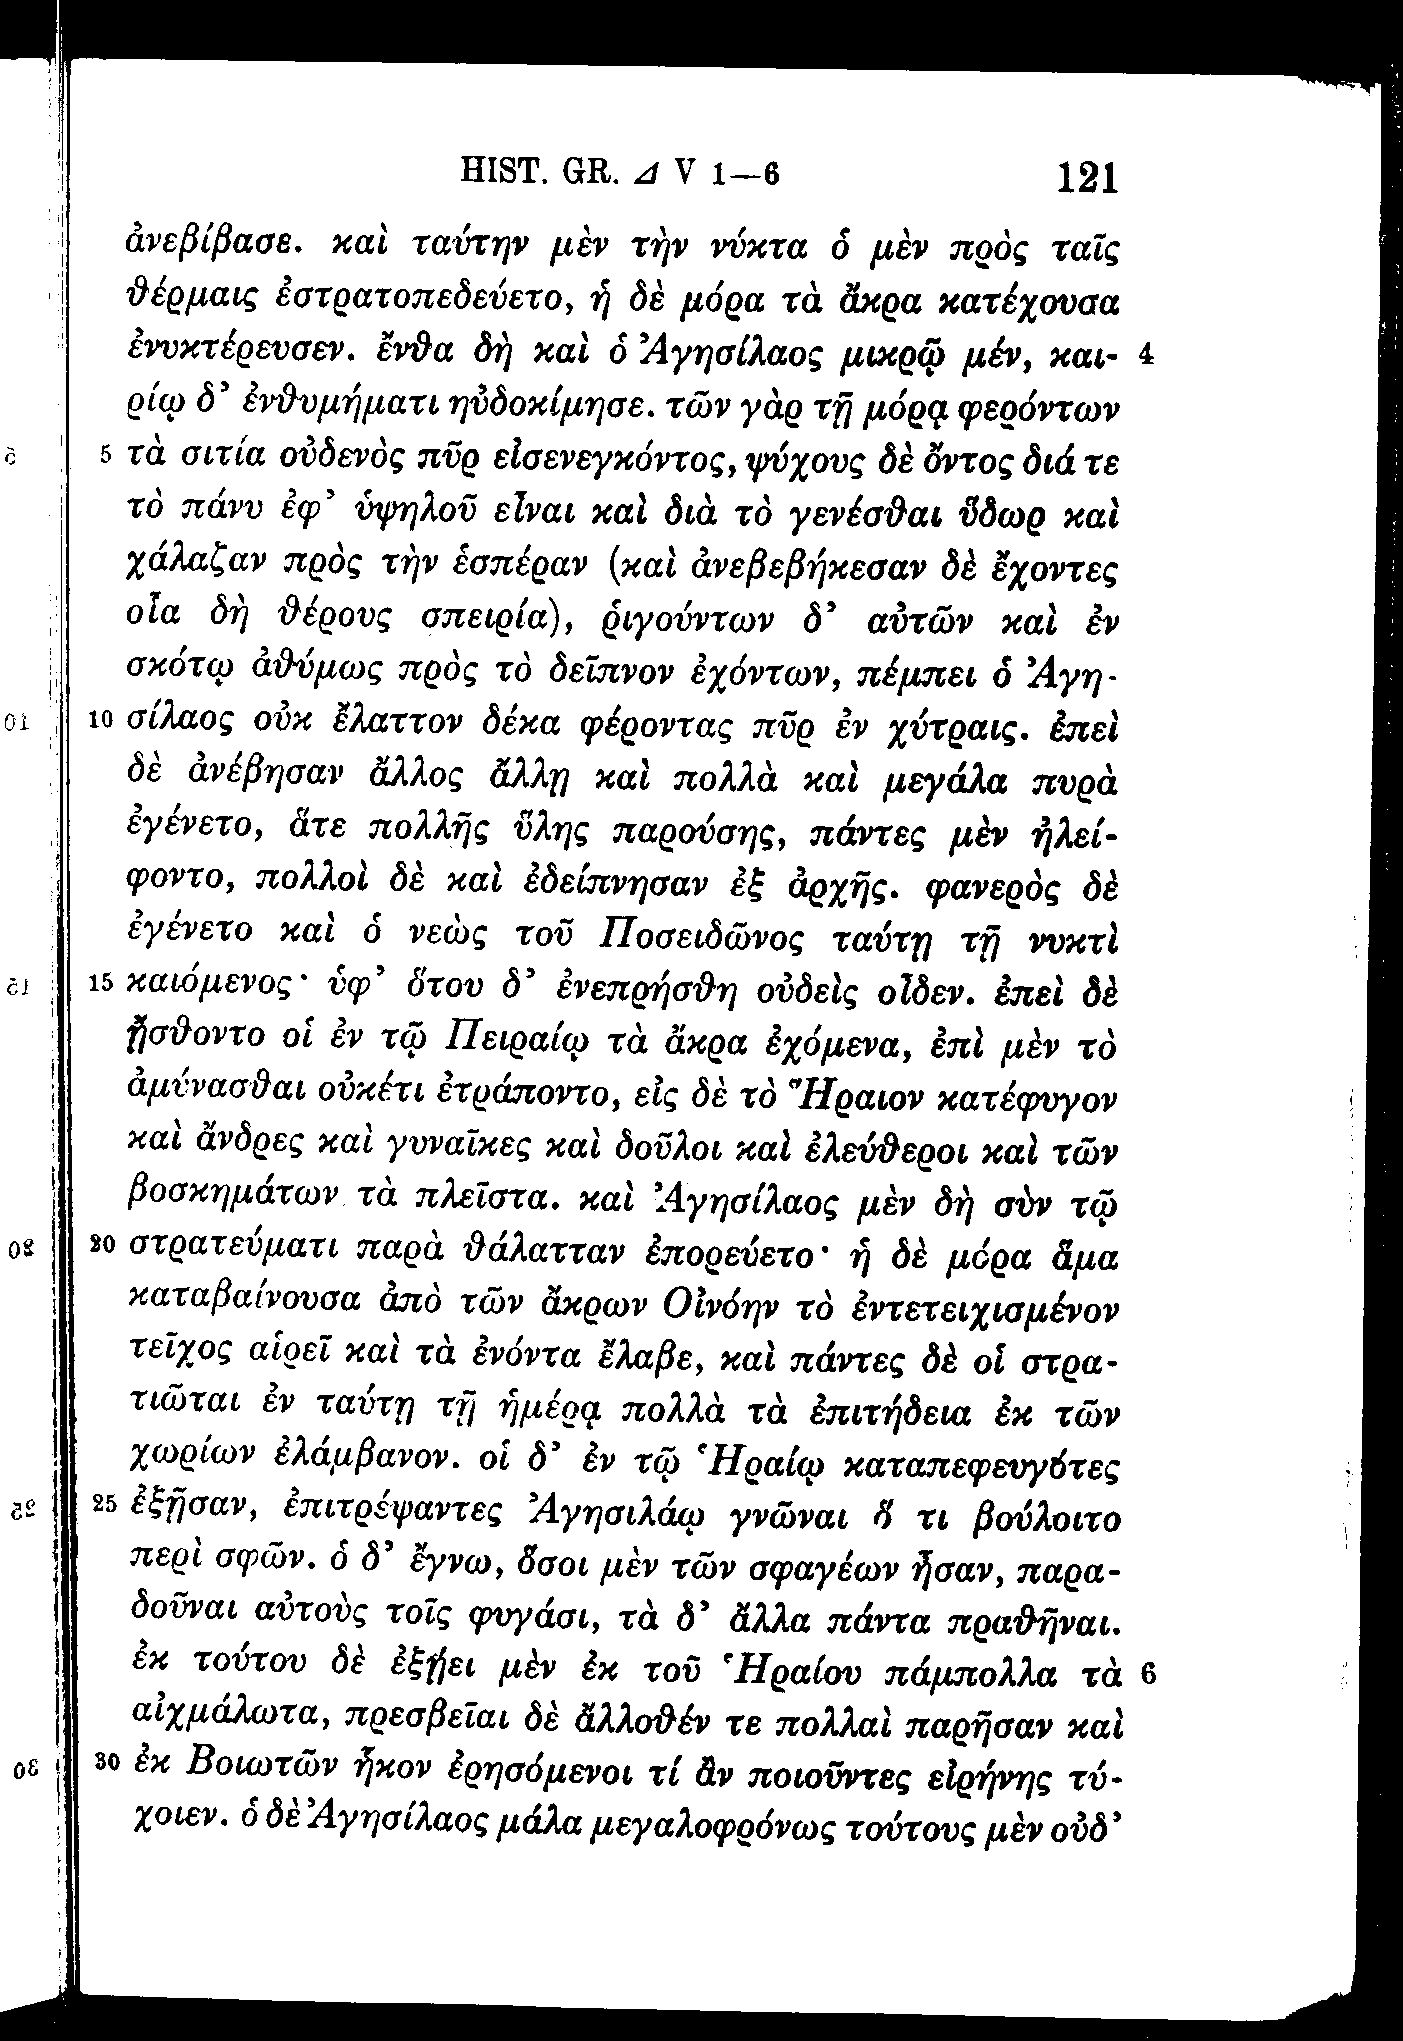 HIST. GR. Δ V 1—6 121
ἀνεβίβασε. καὶ ταύτην μὲν τὴν νύκτα ὁ μὲν πρὸς ταῖς
θέρμαις ἐστρατοπεδεύετο, ἡ δὲ μόρα τὰ ἄκρα κατέχουσα
ἐνυκτέρευσεν. ἔνθα δὴ καὶ ὁ Ἀγησίλαος μικρῷ μέν, και- 4
ρίῳ δ’ ἐνθυμήματι ηὐδοκίμησε. τῶν γὰρ τῇ μόρᾳ φερόντων
5 τὰ σιτία οὐδενὸς πῦρ εἰσενεγκόντος, ψύχους δὲ ὄντος διά τε
τὸ πάνυ ἐφ’ ὑψηλοῦ εἶναι καὶ διὰ τὸ γενέσθαι ὕδωρ καὶ
χάλαζαν πρὸς τὴν ἑσπέραν (καὶ ἀνεβεβήκεσαν δὲ ἔχοντες
οἷα δὴ θέρους σπειρία), ῥιγούντων δ’ αὐτῶν καὶ ἐν
σκότῳ ἀθύμως πρὸς τὸ δεῖπνον ἐχόντων, πέμπει ὁ Ἀγη-
10 σίλαος οὐκ ἔλαττον δέκα φέροντας πῦρ ἐν χύτραις. ἐπεὶ
δὲ ἀνέβησαν ἄλλος ἄλλῃ καὶ πολλὰ καὶ μεγάλα πυρὰ
ἐγένετο, ἅτε πολλῆς ὕλης παρούσης, πάντες μὲν ἠλεί-
φοντο, πολλοὶ δὲ καὶ ἐδείπνησαν ἐξ ἀρχῆς. φανερὸς δὲ
ἐγένετο καὶ ὁ νεὼς τοῦ Ποσειδῶνος ταύτῃ τῇ νυκτὶ
15 καιόμενος· ὑφ’ ὅτου δ’ ἐνεπρήσθη οὐδεὶς οἶδεν. ἐπεὶ δὲ
ᾔσθοντο οἱ ἐν τῷ Πειραίῳ τὰ ἄκρα ἐχόμενα, ἐπὶ μὲν τὸ
ἀμύνασθαι οὐκέτι ἐτράποντο, εἰς δὲ τὸ Ἥραιον κατέφυγον
καὶ ἄνδρες καὶ γυναῖκες καὶ δοῦλοι καὶ ἐλεύθεροι καὶ τῶν
βοσκημάτων τὰ πλεῖστα. καὶ Ἀγησίλαος μὲν δὴ σὺν τῷ
20 στρατεύματι παρὰ θάλατταν ἐπορεύετο· ἡ δὲ μόρα ἅμα
καταβαίνουσα ἀπὸ τῶν ἄκρων Οἰνόην τὸ ἐντετειχισμένον
τεῖχος αἱρεῖ καὶ τὰ ἐνόντα ἔλαβε, καὶ πάντες δὲ οἱ στρα-
τιῶται ἐν ταύτῃ τῇ ἡμέρᾳ πολλὰ τὰ ἐπιτήδεια ἐκ τῶν
χωρίων ἐλάμβανον. οἱ δ’ ἐν τῷ Ἡραίῳ καταπεφευγότες
25 ἐξῇσαν, ἐπιτρέψαντες Ἀγησιλάῳ γνῶναι ὅ τι βούλοιτο
περὶ σφῶν. ὁ δ’ ἔγνω, ὅσοι μὲν τῶν σφαγέων ἦσαν, παρα-
δοῦναι αὐτοὺς τοῖς φυγάσι, τὰ δ’ ἄλλα πάντα πραθῆναι.
ἐκ τούτου δὲ ἐξῄει μὲν ἐκ τοῦ Ἡραίου πάμπολλα τὰ 6
αἰχμάλωτα, πρεσβεῖαι δὲ ἄλλοθέν τε πολλαὶ παρῆσαν καὶ
30 ἐκ Βοιωτῶν ἧκον ἐρησόμενοι τί ἂν ποιοῦντες εἰρήνης τύ-
χοιεν. ὁ δὲ Ἀγησίλαος μάλα μεγαλοφρόνως τούτους μὲν οὐδ’